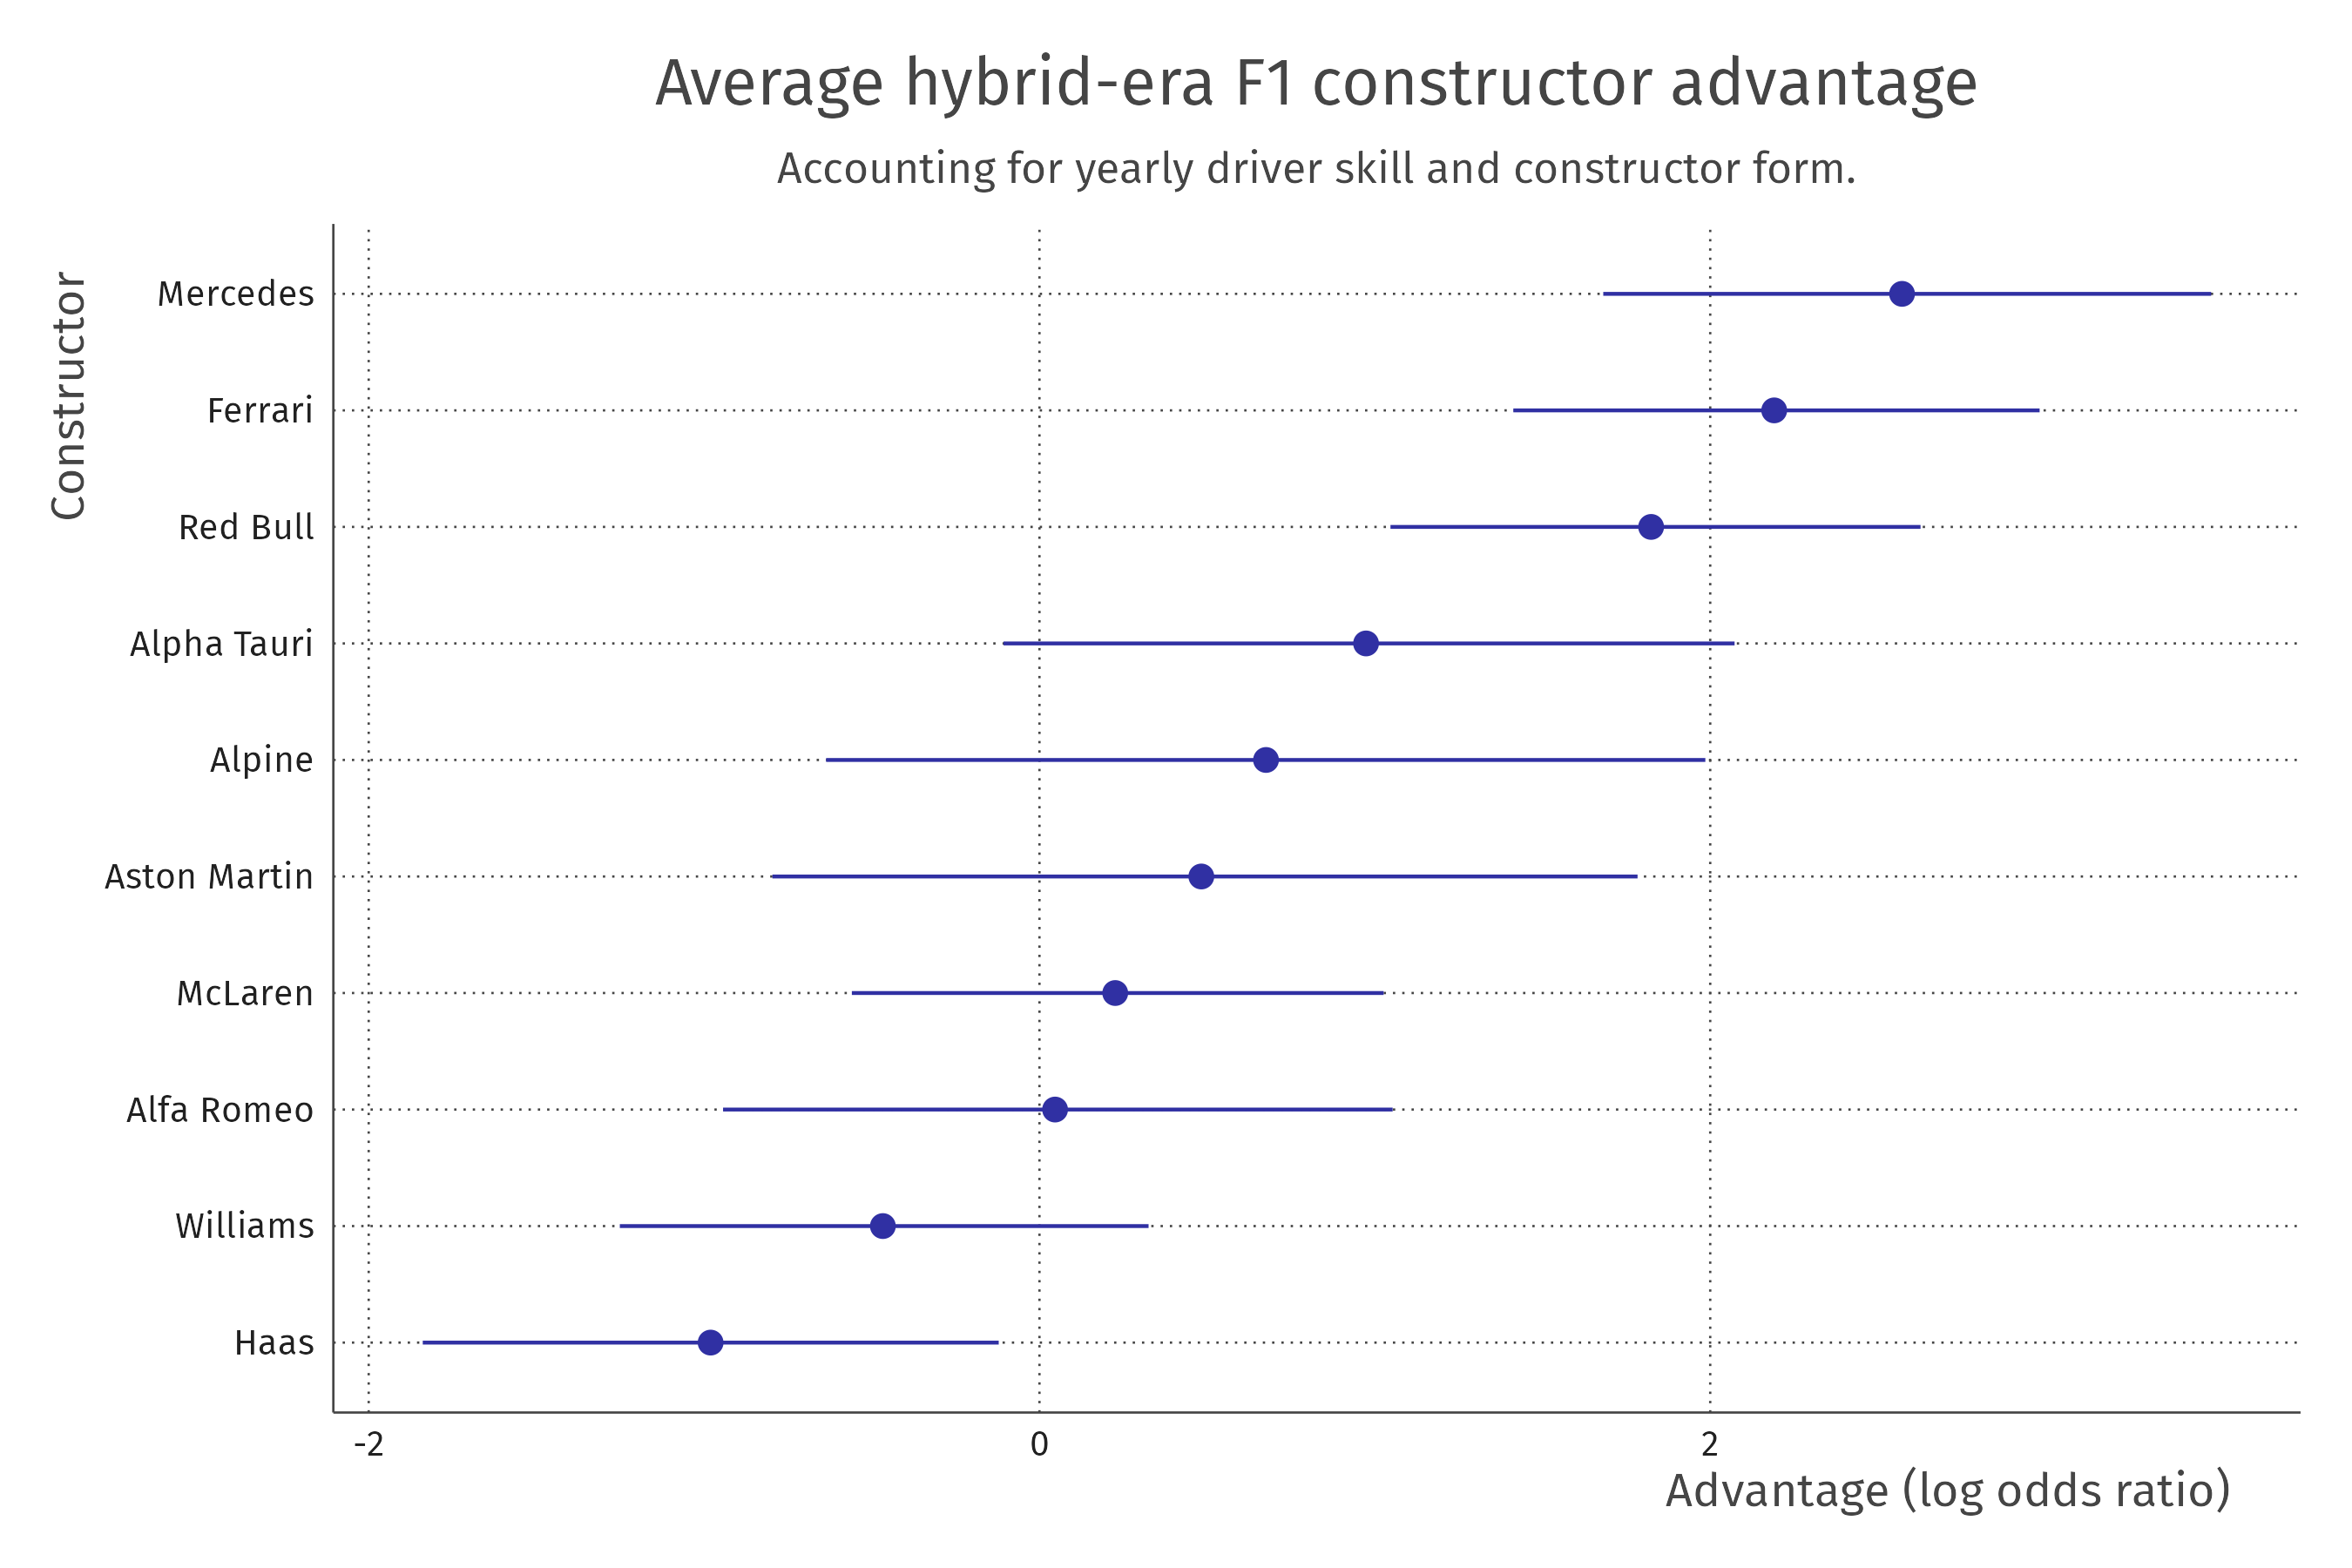 Average hybrid-era F1 constructor advantage
Accounting for yearly driver skill and constructor form.
Constructor
Mercedes
Ferrari
Red Bull
Alpha Tauri
Alpine
Aston Martin
McLaren
Alfa Romeo
Williams
Haas
-2 0 2
Advantage (log odds ratio)